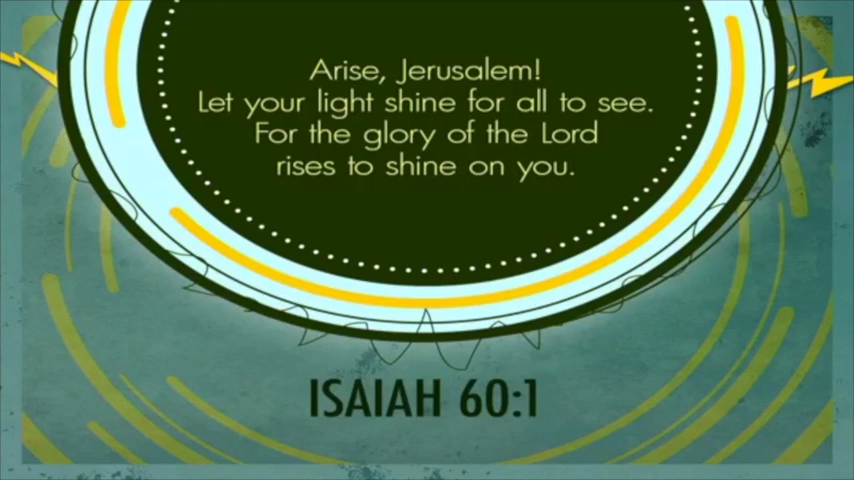 Arise, Jerusalem!
Let your light shine for all to see.
For the glory of the Lord
rises to shine on you.
ISAIAH 60:1